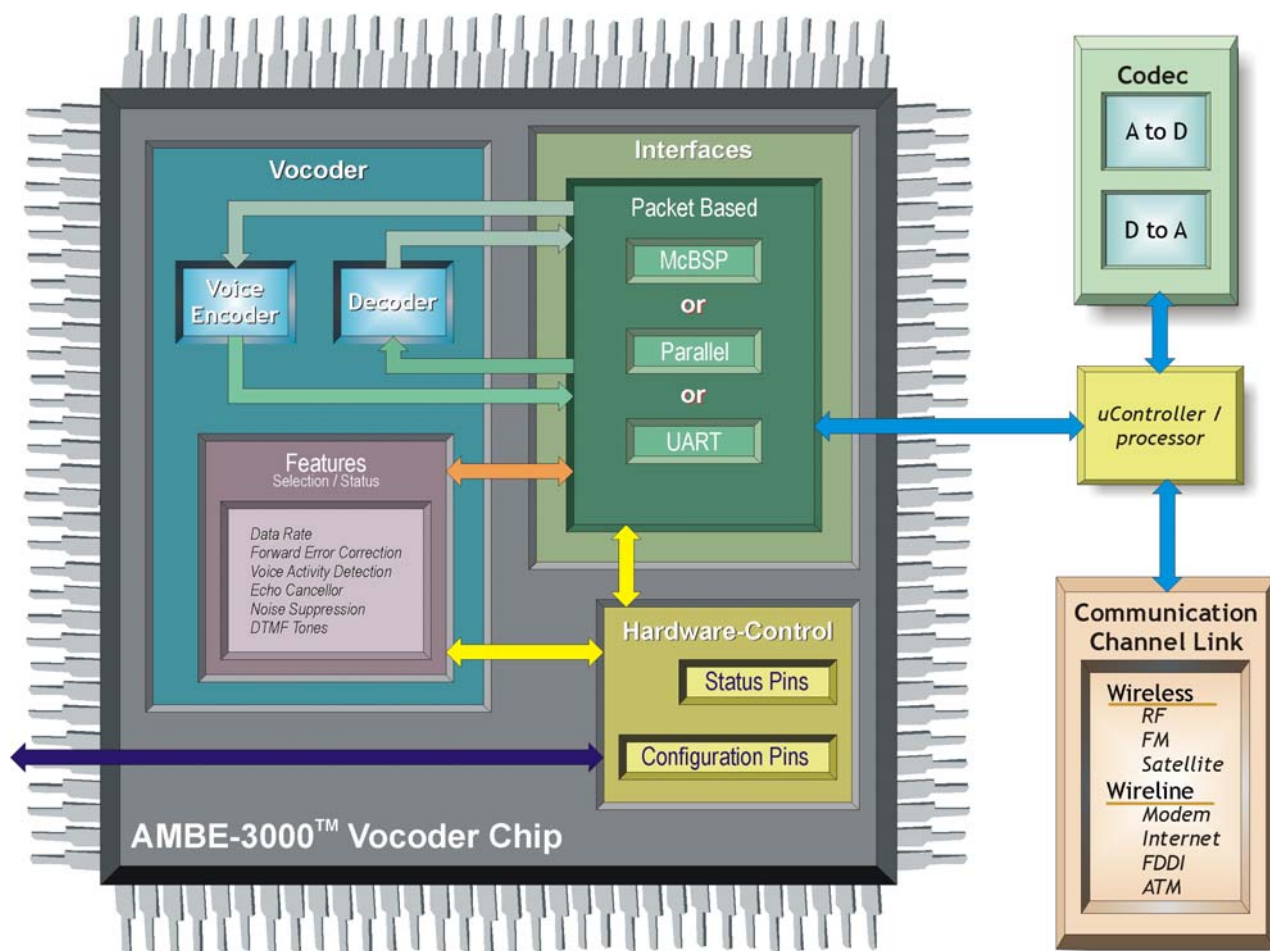 Vocoder
Voice
Encoder
Decoder
Features
Selection / Status
Data Rate
Forward Error Correction
Voice Activity Detection
Echo Cancellor
Noise Suppression
DTMF Tones
Interfaces
Packet Based
McBSP
or
Parallel
or
UART
Hardware-Control
Status Pins
Configuration Pins
AMBE-3000™ Vocoder Chip
Codec
A to D
D to A
uController /
processor
Communication
Channel Link
Wireless
RF
FM
Satellite
Wireline
Modem
Internet
FDDI
ATM